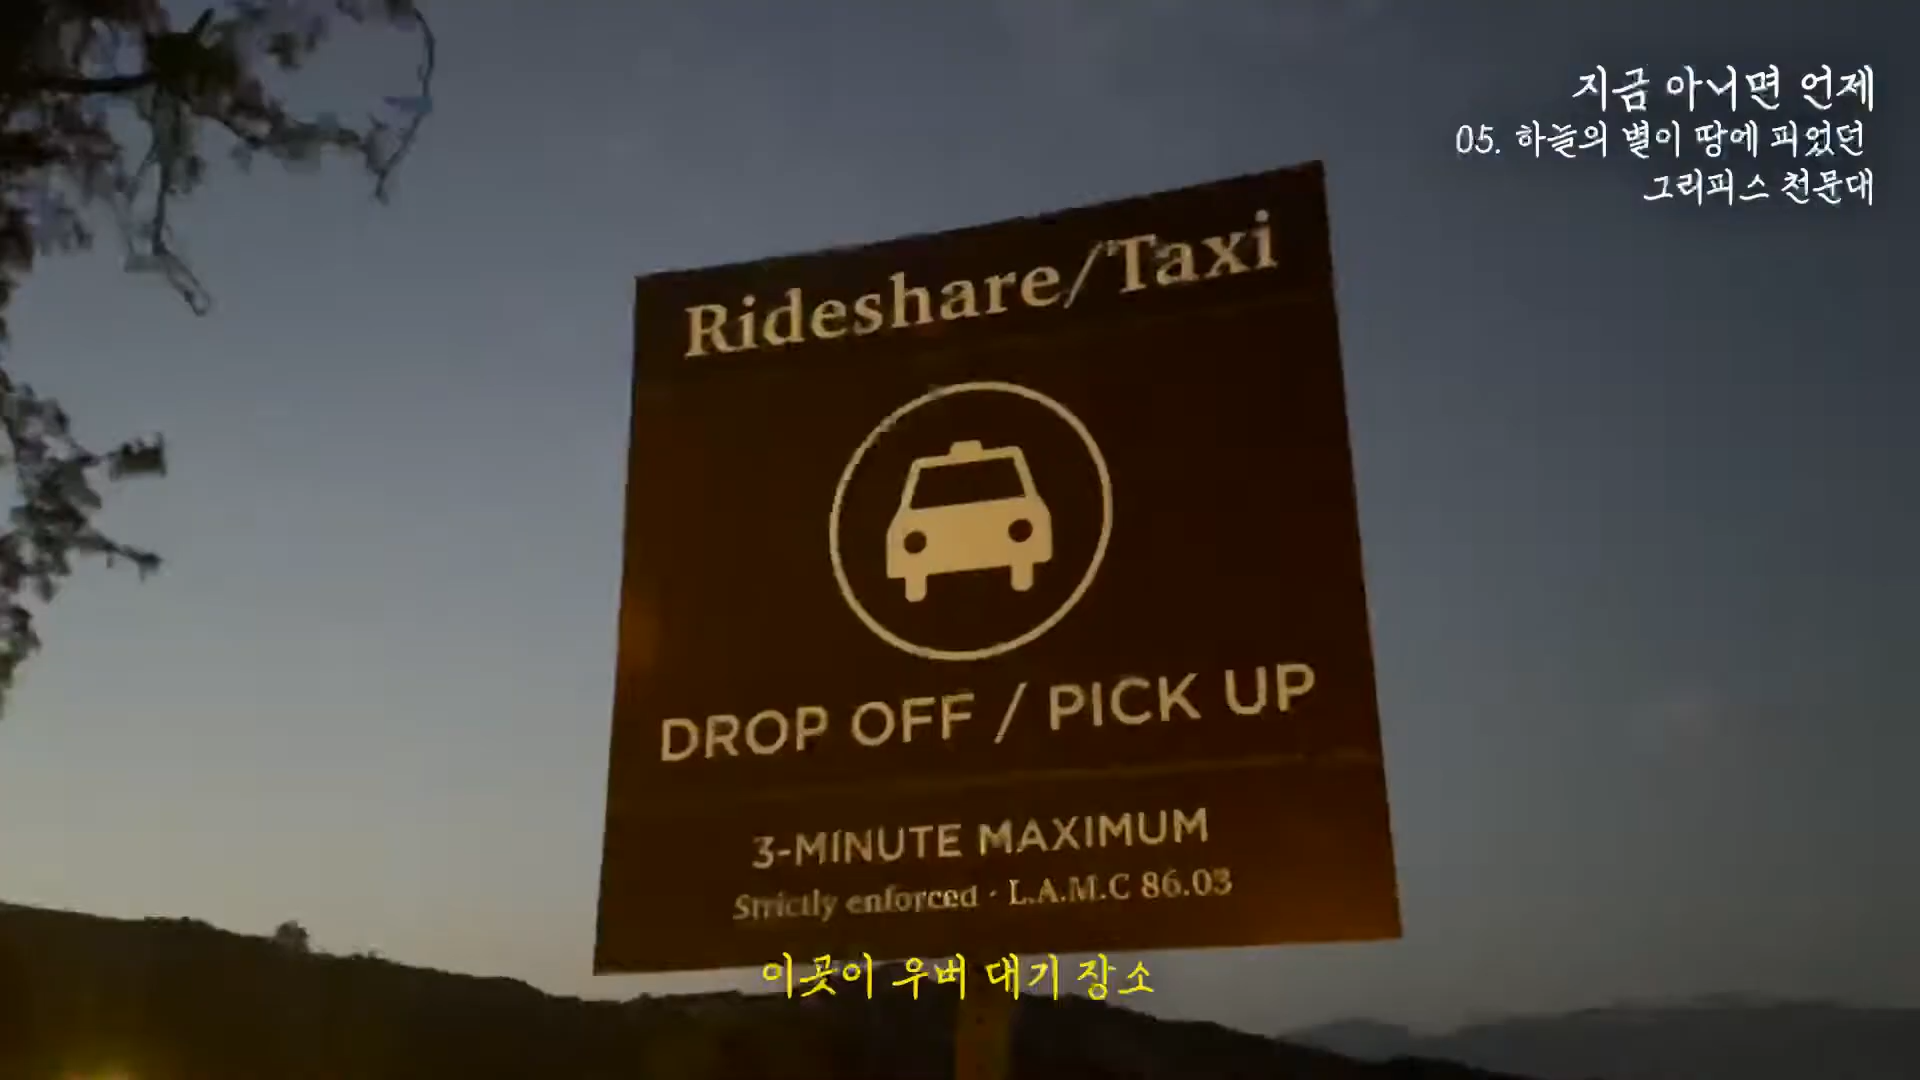 지금 아니면 언제
05. 하늘의 별이 땅에 피었던
그리피스 천문대
Rideshare/Taxi
DROP OFF / PICK UP
3-MINUTE MAXIMUM
Strictly enforced · L.A.M.C 86.03
이곳이 우버 대기 장소